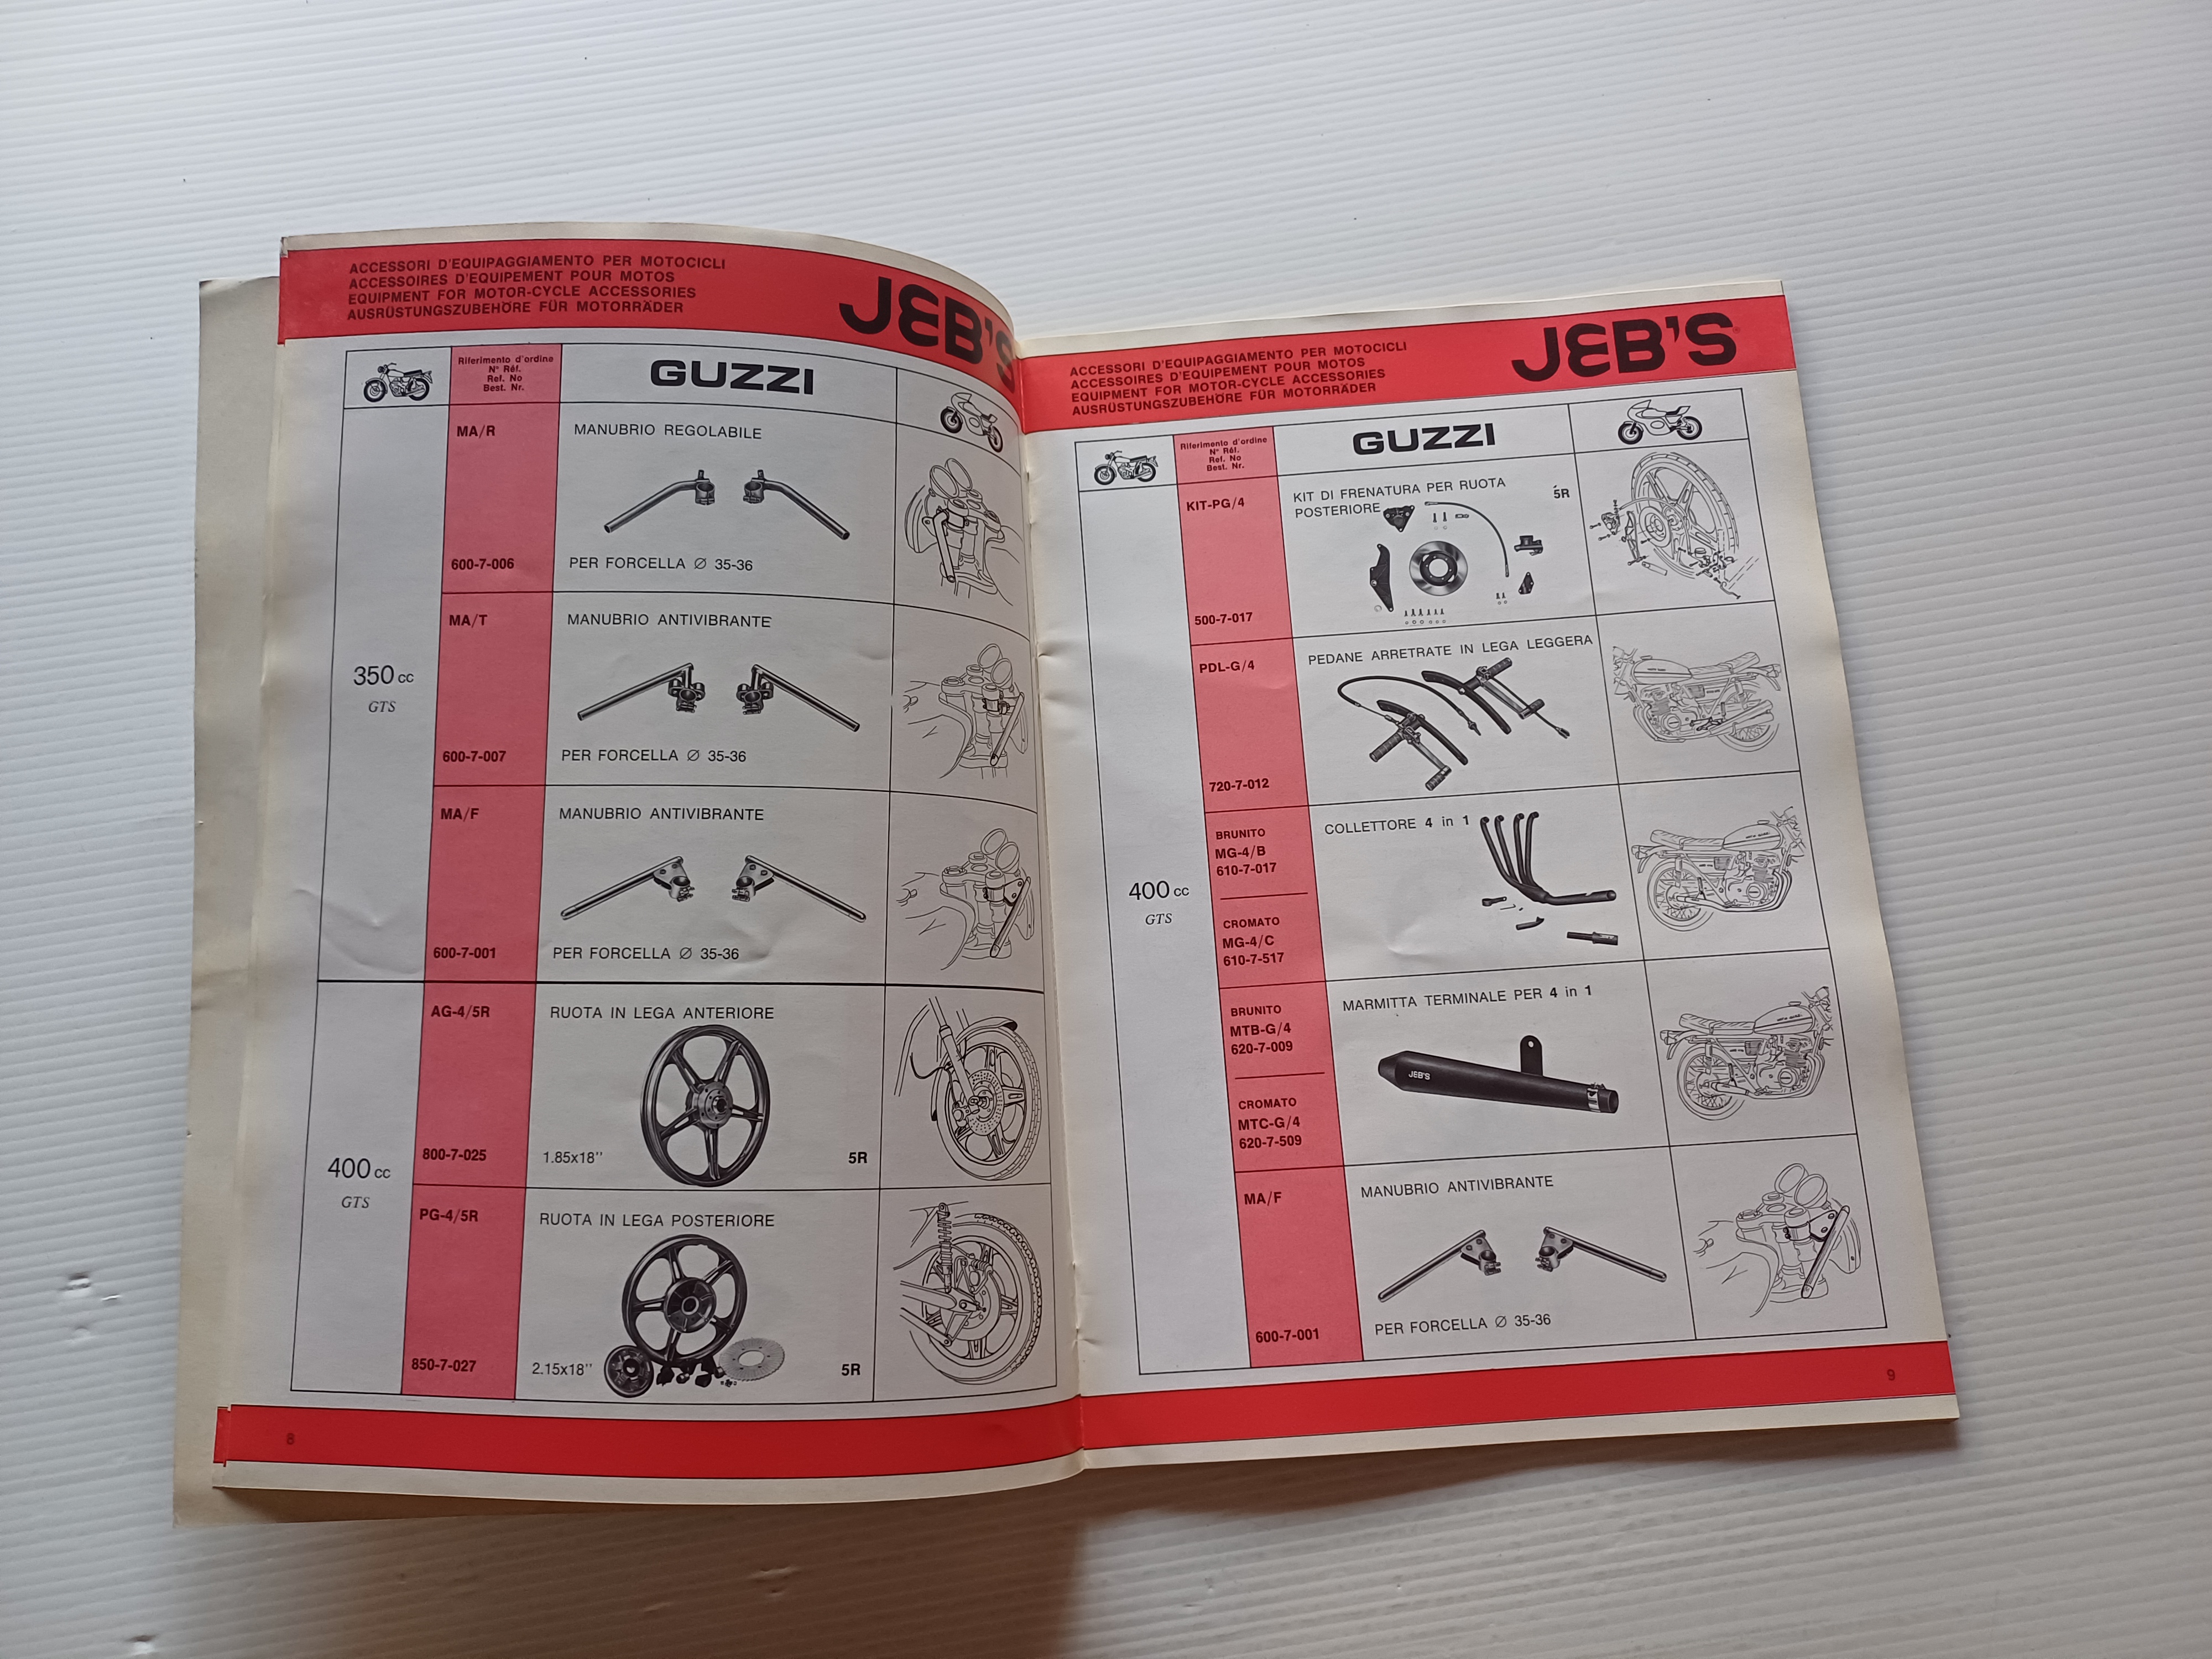 ACCESSORI D'EQUIPAGGIAMENTO PER MOTOCICLI
ACCESSOIRES D'EQUIPEMENT POUR MOTOS
EQUIPMENT FOR MOTOR-CYCLE ACCESSORIES
AUSRÜSTUNGSZUBEHÖRE FÜR MOTORRÄDER
JEB'S
Riferimento d'ordine
N° Réf.
Ref. No
Best. Nr.
GUZZI
350 cc
GTS
MA/R
MANUBRIO REGOLABILE
600-7-006
PER FORCELLA Ø 35-36
MA/T
MANUBRIO ANTIVIBRANTE
600-7-007
PER FORCELLA Ø 35-36
MA/F
MANUBRIO ANTIVIBRANTE
600-7-001
PER FORCELLA Ø 35-36
400 cc
GTS
AG-4/5R
RUOTA IN LEGA ANTERIORE
800-7-025
1.85x18''
5R
PG-4/5R
RUOTA IN LEGA POSTERIORE
850-7-027
2.15x18''
5R
8
ACCESSORI D'EQUIPAGGIAMENTO PER MOTOCICLI
ACCESSOIRES D'EQUIPEMENT POUR MOTOS
EQUIPMENT FOR MOTOR-CYCLE ACCESSORIES
AUSRÜSTUNGSZUBEHÖRE FÜR MOTORRÄDER
JEB'S
Riferimento d'ordine
N° Réf.
Ref. No
Best. Nr.
GUZZI
400 cc
GTS
KIT-PG/4
KIT DI FRENATURA PER RUOTA
POSTERIORE
5R
500-7-017
PDL-G/4
PEDANE ARRETRATE IN LEGA LEGGERA
720-7-012
BRUNITO
MG-4/B
610-7-017
COLLETTORE 4 in 1
CROMATO
MG-4/C
610-7-517
BRUNITO
MTB-G/4
620-7-009
MARMITTA TERMINALE PER 4 in 1
JEB'S
CROMATO
MTC-G/4
620-7-509
MA/F
MANUBRIO ANTIVIBRANTE
600-7-001
PER FORCELLA Ø 35-36
9